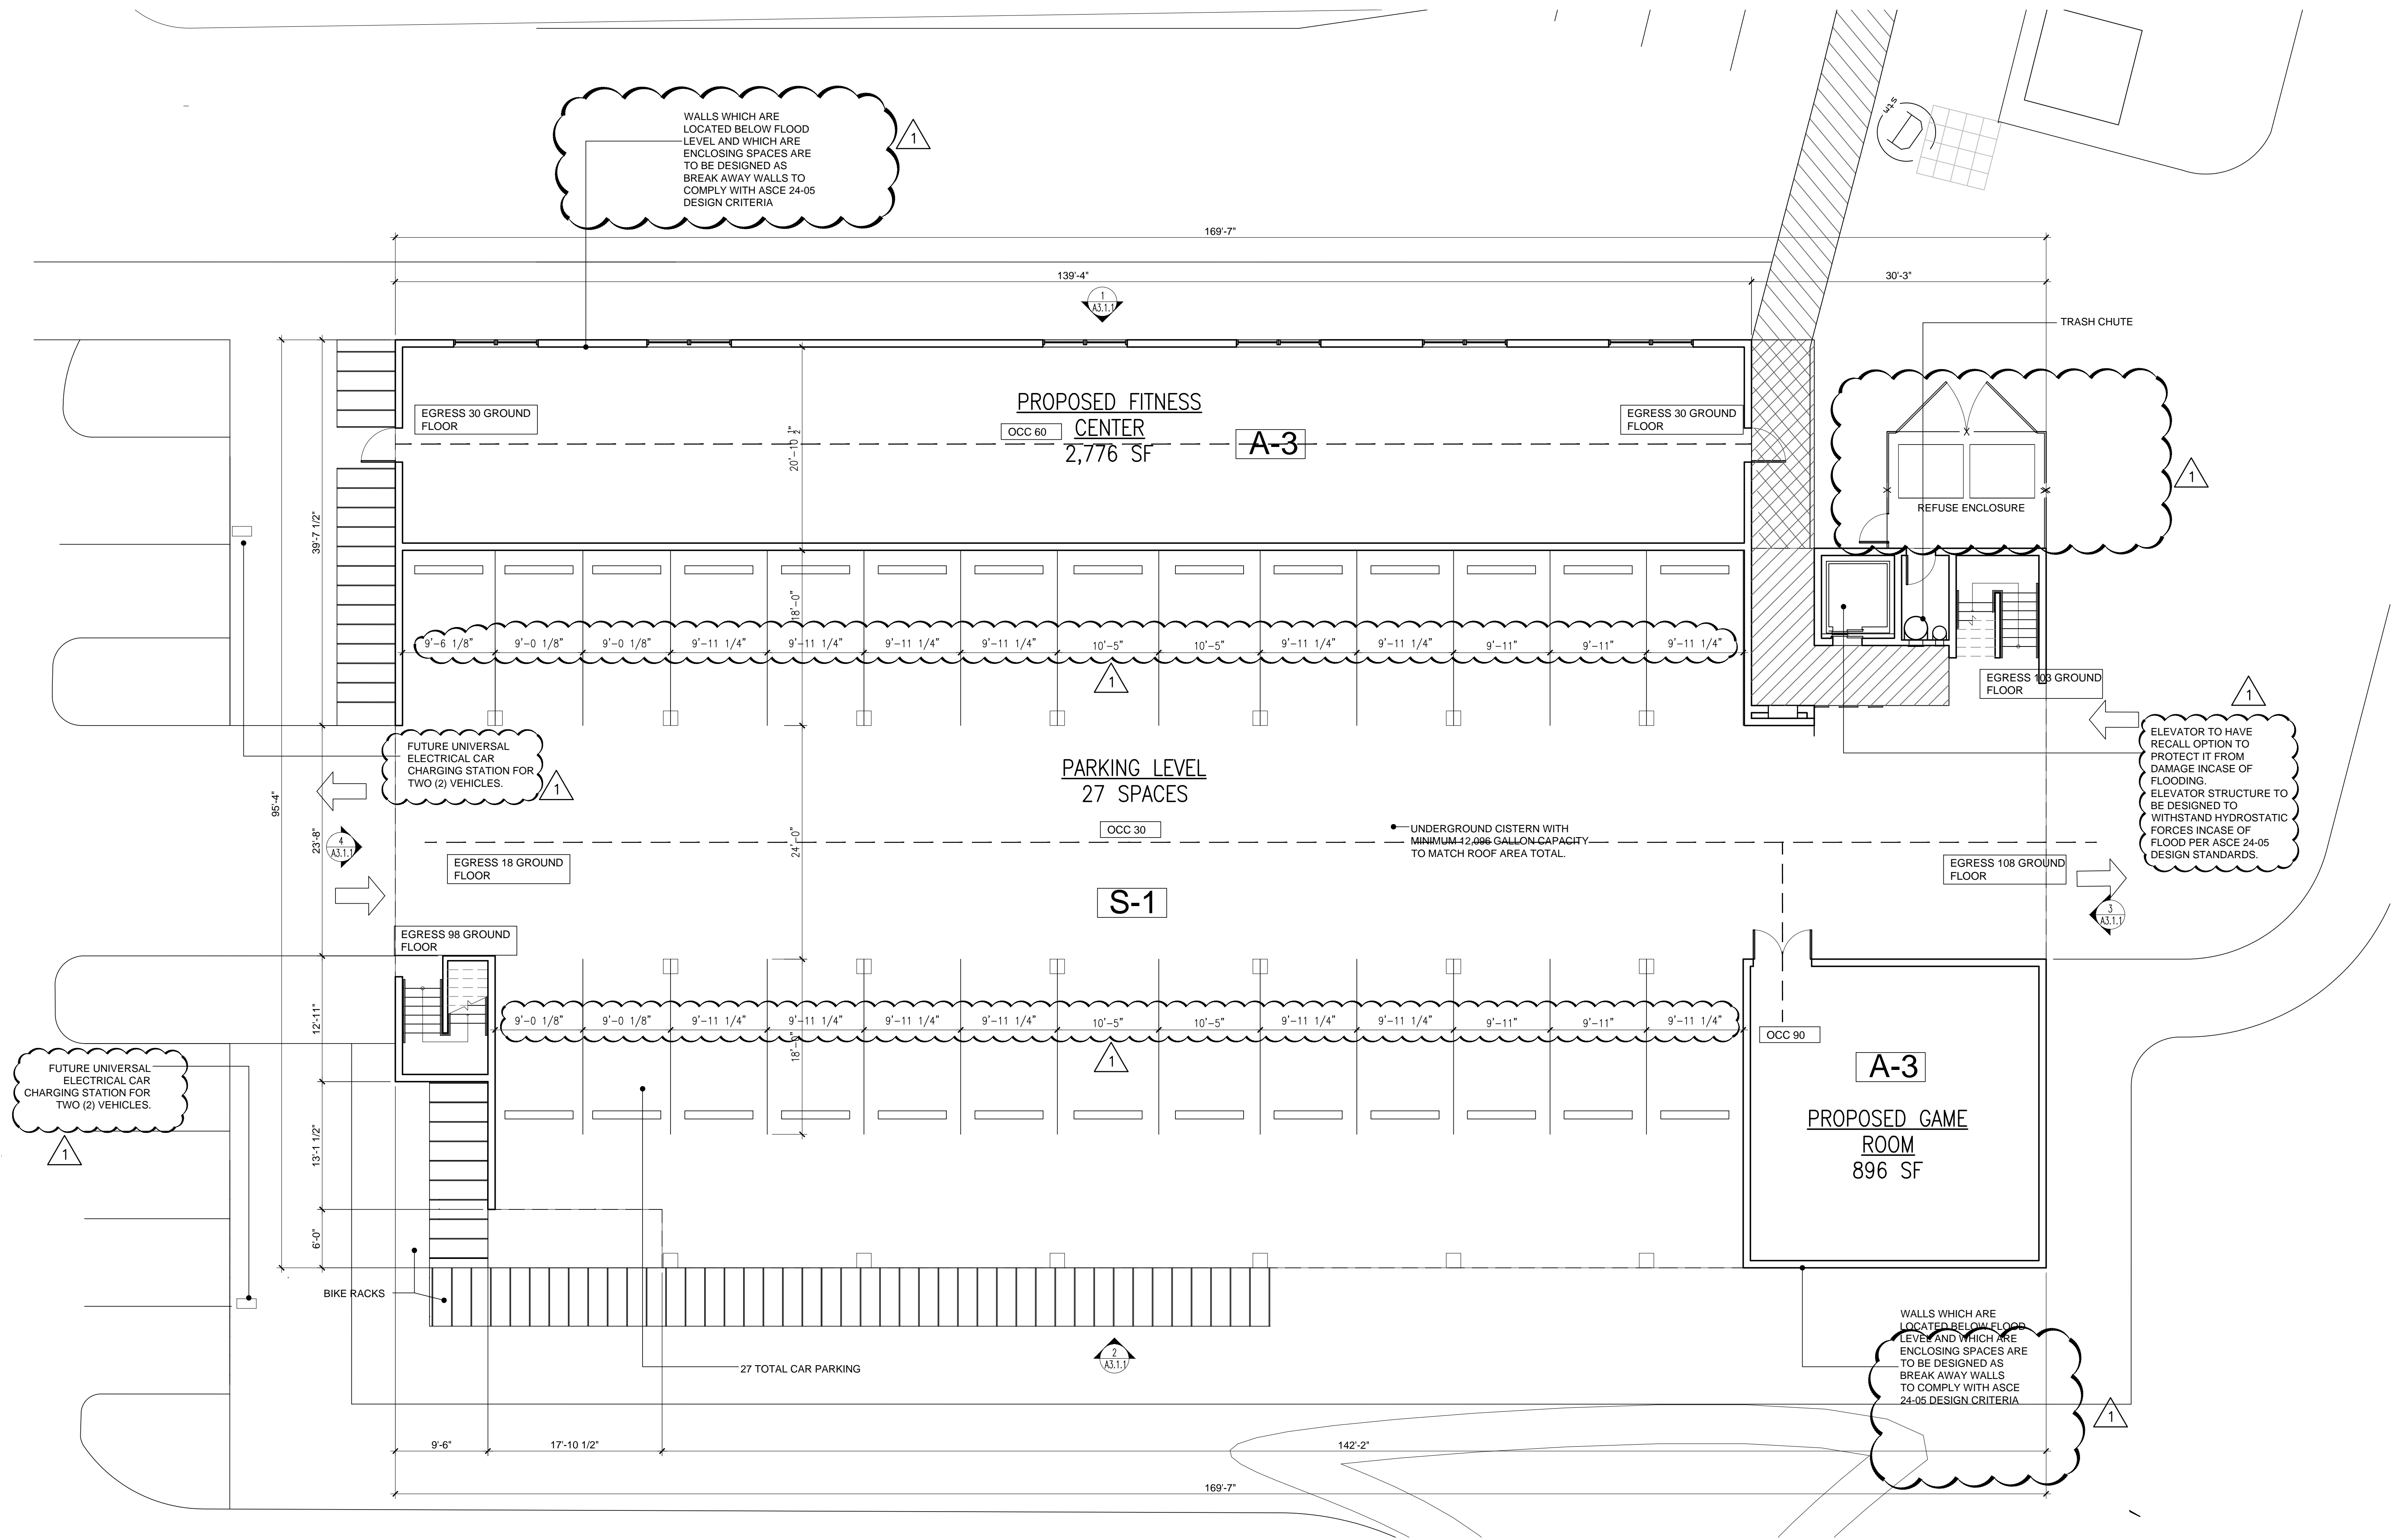 WALLS WHICH ARE
LOCATED BELOW FLOOD
LEVEL AND WHICH ARE
ENCLOSING SPACES ARE
TO BE DESIGNED AS
BREAK AWAY WALLS TO
COMPLY WITH ASCE 24-05
DESIGN CRITERIA
1
169'-7"
139'-4"
30'-3"
1
A3.1.1
TRASH CHUTE
EGRESS 30 GROUND
FLOOR
PROPOSED FITNESS
CENTER
2,776 SF
OCC 60
A-3
20'-10 1/2"
EGRESS 30 GROUND
FLOOR
REFUSE ENCLOSURE
1
39'-7 1/2"
18'-0"
9'-6 1/8"
9'-0 1/8"
9'-0 1/8"
9'-11 1/4"
9'-11 1/4"
9'-11 1/4"
9'-11 1/4"
10'-5"
10'-5"
9'-11 1/4"
9'-11 1/4"
9'-11"
9'-11"
9'-11 1/4"
1
EGRESS 103 GROUND
FLOOR
1
ELEVATOR TO HAVE
RECALL OPTION TO
PROTECT IT FROM
DAMAGE INCASE OF
FLOODING.
ELEVATOR STRUCTURE TO
BE DESIGNED TO
WITHSTAND HYDROSTATIC
FORCES INCASE OF
FLOOD PER ASCE 24-05
DESIGN STANDARDS.
FUTURE UNIVERSAL
ELECTRICAL CAR
CHARGING STATION FOR
TWO (2) VEHICLES.
1
PARKING LEVEL
27 SPACES
95'-4"
23'-8"
4
A3.1.1
OCC 30
24'-0"
UNDERGROUND CISTERN WITH
MINIMUM 12,096 GALLON CAPACITY
TO MATCH ROOF AREA TOTAL.
EGRESS 18 GROUND
FLOOR
EGRESS 108 GROUND
FLOOR
S-1
3
A3.1.1
EGRESS 98 GROUND
FLOOR
12'-11"
9'-0 1/8"
9'-0 1/8"
9'-11 1/4"
9'-11 1/4"
9'-11 1/4"
9'-11 1/4"
10'-5"
10'-5"
9'-11 1/4"
9'-11 1/4"
9'-11"
9'-11"
9'-11 1/4"
18'-0"
1
OCC 90
A-3
PROPOSED GAME
ROOM
896 SF
FUTURE UNIVERSAL
ELECTRICAL CAR
CHARGING STATION FOR
TWO (2) VEHICLES.
1
13'-1 1/2"
6'-0"
BIKE RACKS
27 TOTAL CAR PARKING
2
A3.1.1
WALLS WHICH ARE
LOCATED BELOW FLOOD
LEVEL AND WHICH ARE
ENCLOSING SPACES ARE
TO BE DESIGNED AS
BREAK AWAY WALLS
TO COMPLY WITH ASCE
24-05 DESIGN CRITERIA
1
9'-6"
17'-10 1/2"
142'-2"
169'-7"